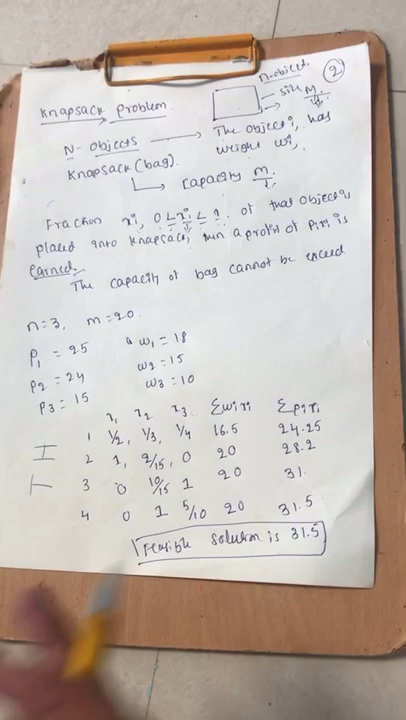 2
n-object.
Knapsack problem
size M.
N-Objects → The object i, has
weight wi,
Knapsack (bag).
→ Capacity m
Fraction xi, 0 ≤ xi ≤ 1. of that object is
placed into knapsack, then a profit of pixi is
earned.
The capacity of bag cannot be exceed
n=3, m=20.
P1 = 25 w1 = 18
P2 = 24 w2 = 15
P3 = 15 w3 = 10
x1 x2 x3 Σwixi Σpixi
1 1/2, 1/3, 1/4 16.5 24.25
2 1, 2/15, 0 20 28.2
3 0 10/15 1 20 31.
4 0 1 5/10 20 31.5
Feasible solution is 31.5